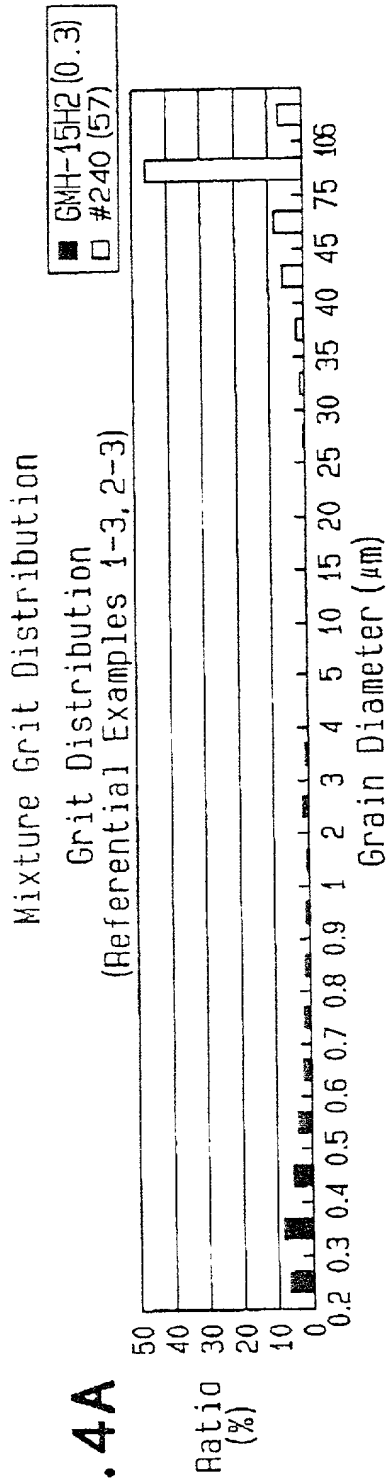 . 4A
Mixture Grit Distribution
Grit Distribution
(Referential Examples 1-3, 2-3)
■ GMH-15H2 (0.3)
□ #240 (57)
Ratio
(%)
50
40
30
20
10
0
0.2 0.3 0.4 0.5 0.6 0.7 0.8 0.9 1 2 3 4 5 10 15 20 25 30 35 40 45 75 106
Grain Diameter (μm)